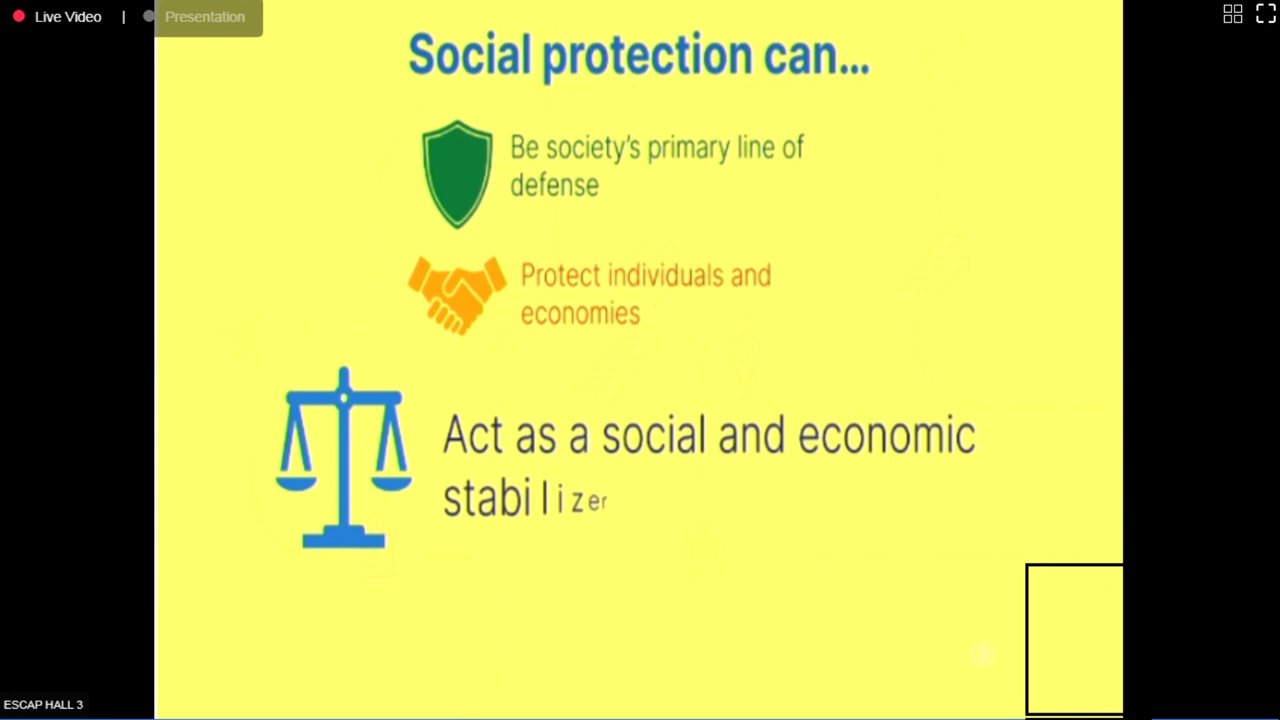 Live Video | Presentation
Social protection can...
Be society's primary line of
defense
Protect individuals and
economies
Act as a social and economic
stabilizer
ESCAP HALL 3